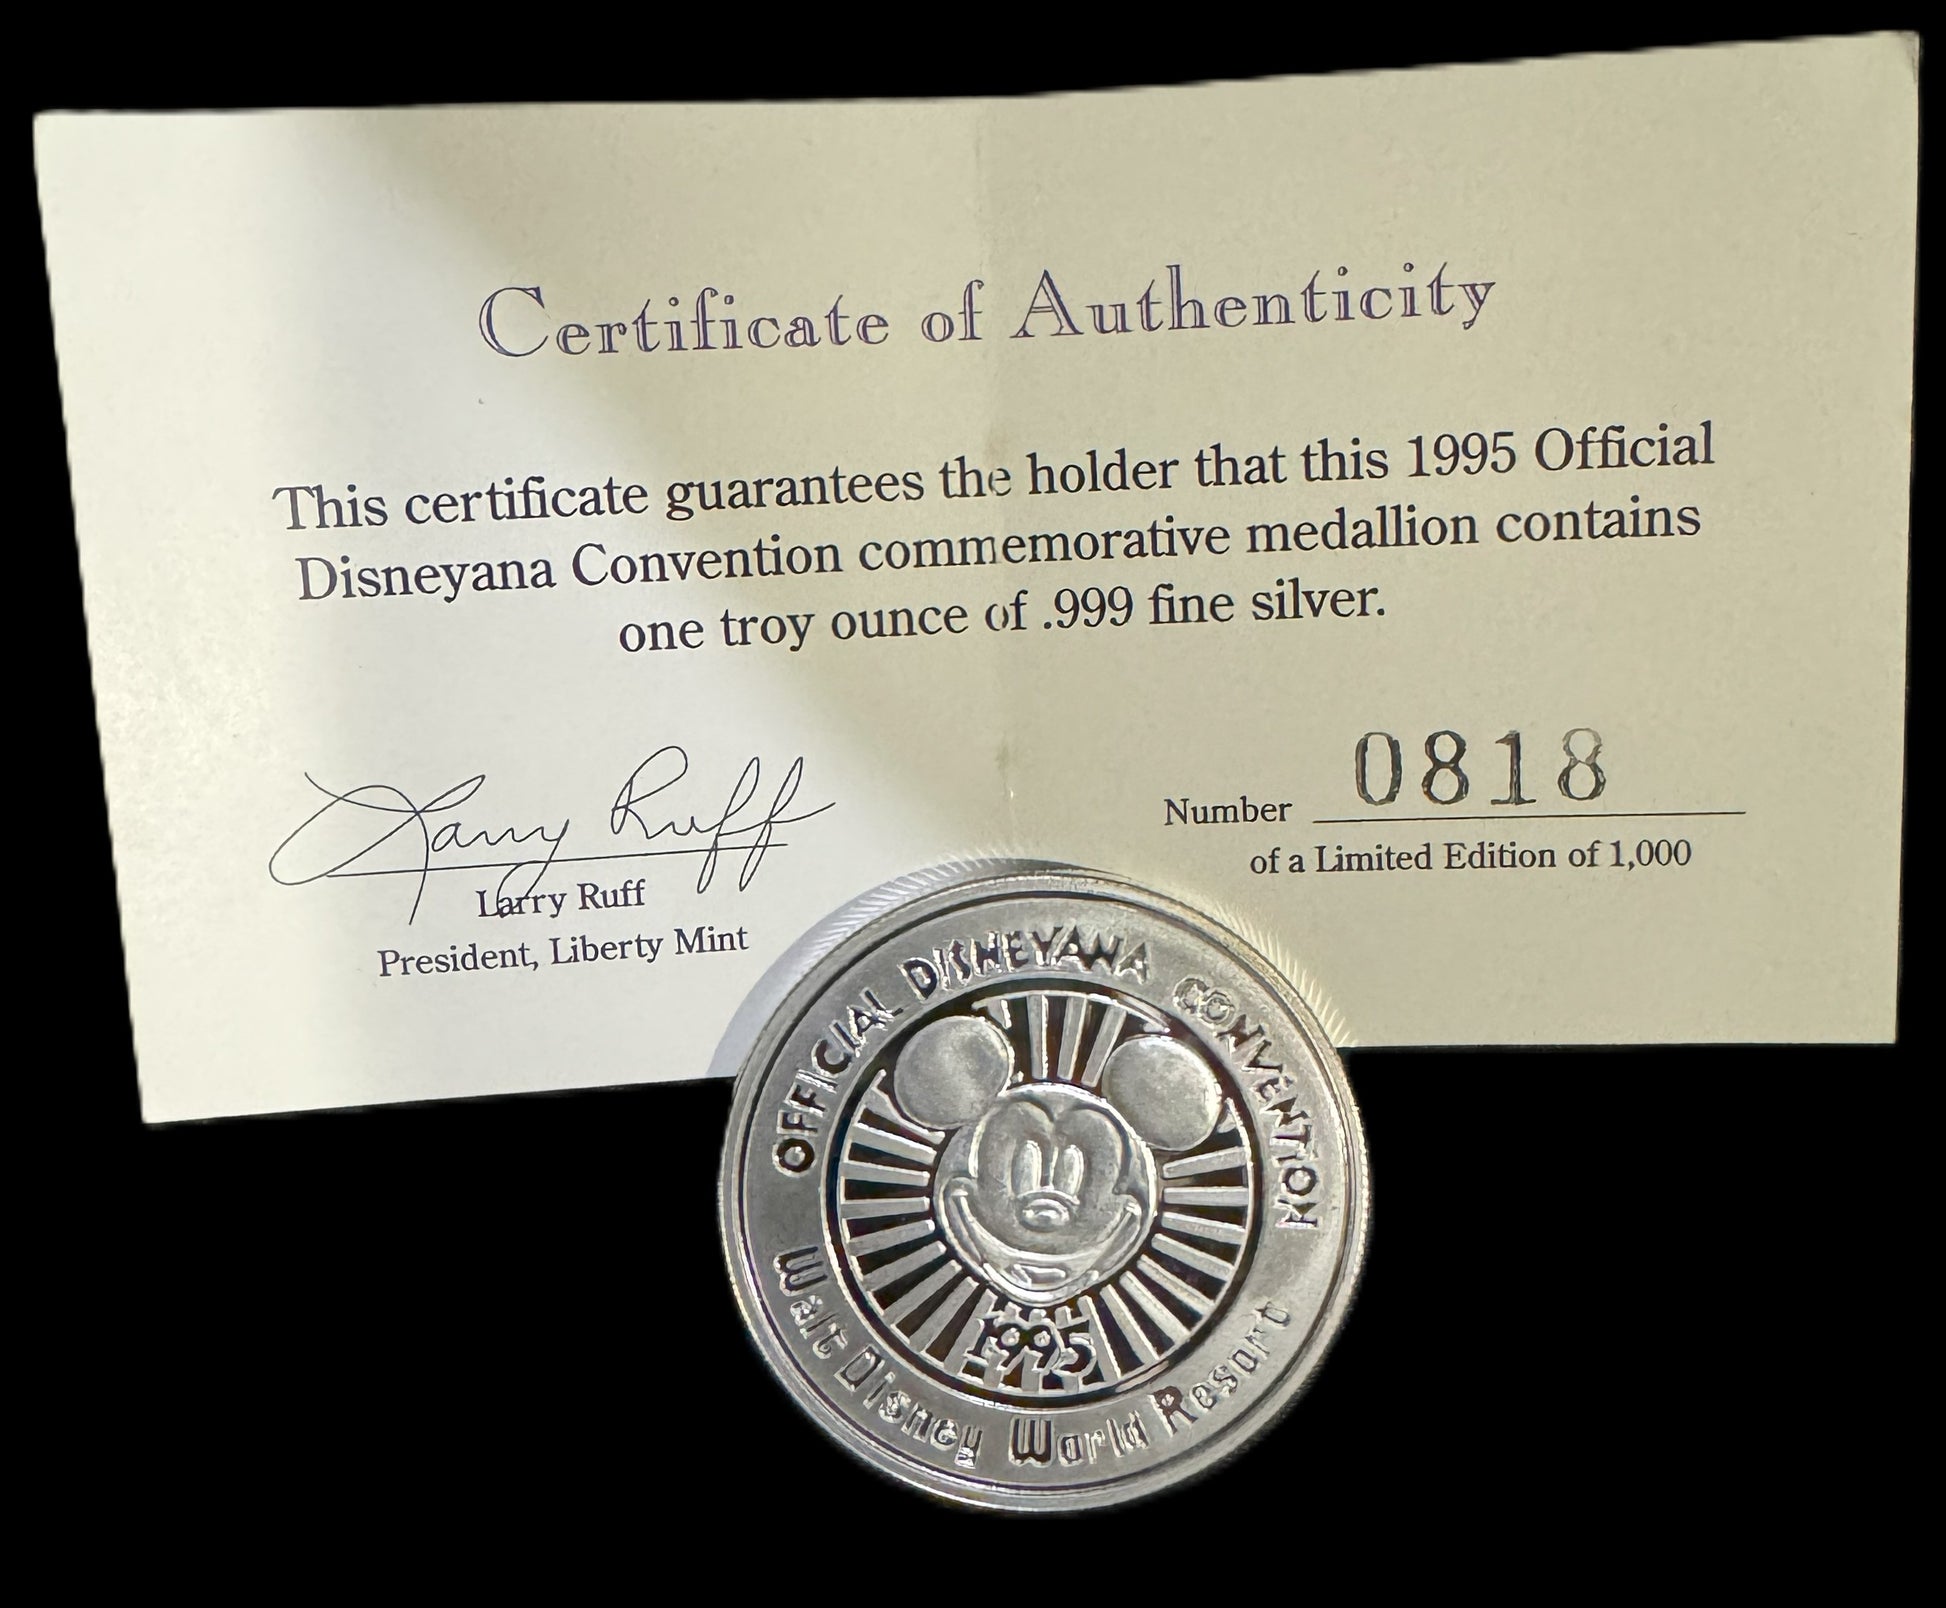 Certificate of Authenticity
This certificate guarantees the holder that this 1995 Official
Disneyana Convention commemorative medallion contains
one troy ounce of .999 fine silver.
Larry Ruff
Larry Ruff
President, Liberty Mint
Number 0818
of a Limited Edition of 1,000
OFFICIAL DISNEYANA CONVENTION
1995
Walt Disney World Resort